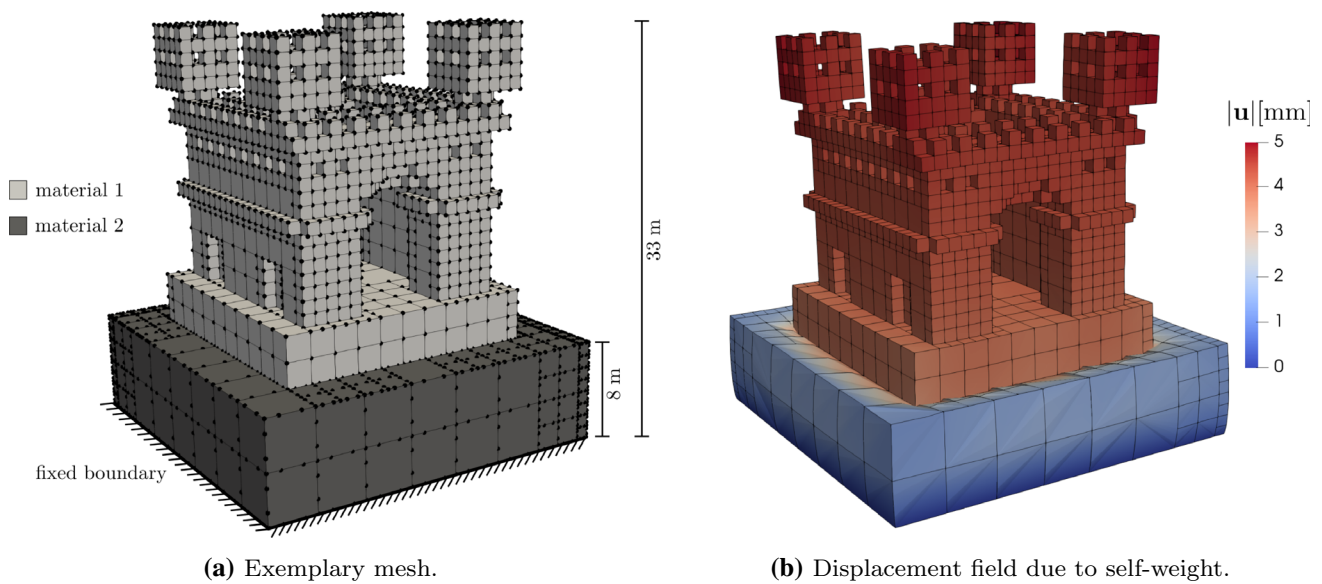 material 1
material 2
fixed boundary
33 m
8 m
(a) Exemplary mesh.
|u|[mm]
5
4
3
2
1
0
(b) Displacement field due to self-weight.